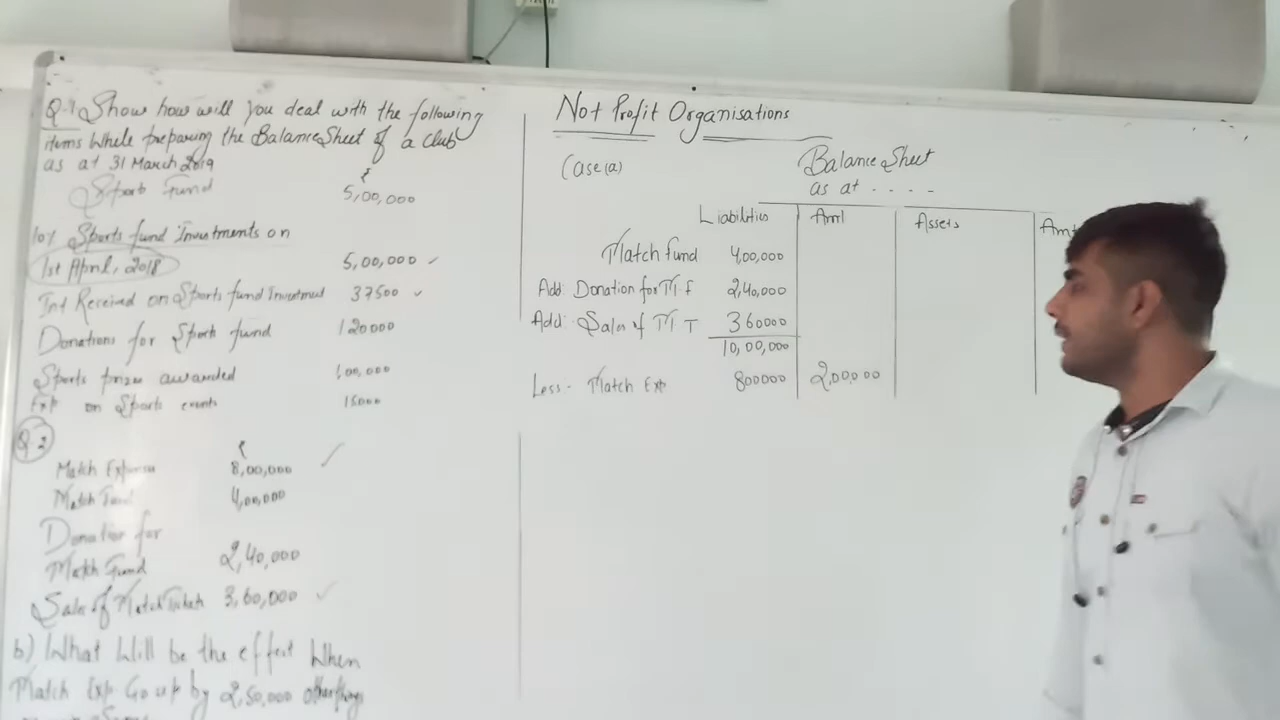 Q.1 Show how will you deal with the following
items While preparing the Balance Sheet of a club
as at 31 March 2019
₹
Sports Fund 5,00,000
10% Sports fund Investments on
1st April, 2018 5,00,000
Int Received on Sports fund Investment 37500
Donations for Sports fund 120000
Sports prizes awarded 1,00,000
Exp on Sports events 15000
Q.2
₹
Match Expenses 8,00,000
Match Fund 4,00,000
Donation for
Match Fund 2,40,000
Sale of Match Tickets 3,60,000
b) What Will be the effect When
Match Exp Go up by 2,50,000 other things
Not Profit Organisations
Case (a)
Balance Sheet
as at . . . .
Liabilities Amt Assets Amt
Match Fund 400,000
Add: Donation for M F 2,40,000
Add: Sales of M T 360000
10,00,000
Less:- Match Exp 800000 2,00,000